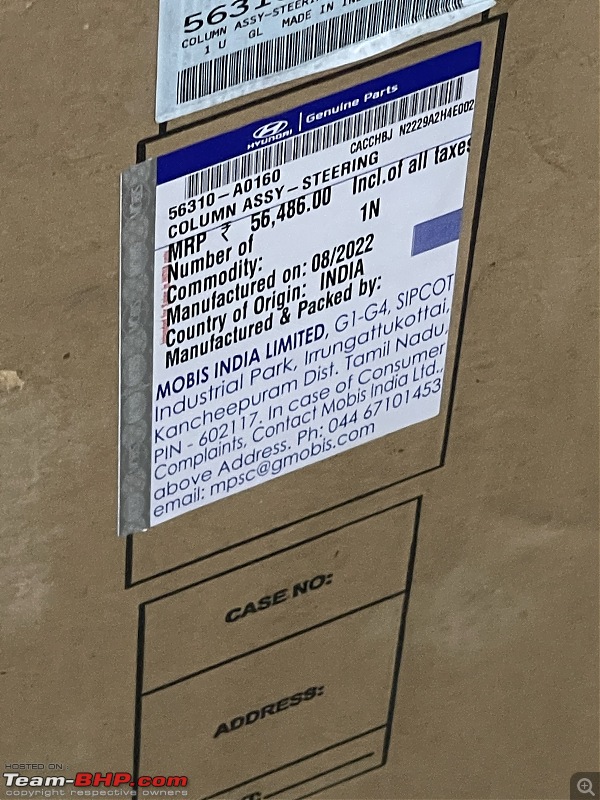 COLUMN ASSY-STEERING
1 U GL MADE IN
HYUNDAI | Genuine Parts
CACCHBJ N2229A2H4E002
56310-A0160
COLUMN ASSY-STEERING
MRP ₹ 56,486.00 Incl.of all taxes
Number of 1N
Commodity:
Manufactured on: 08/2022
Country of Origin: INDIA
Manufactured & Packed by:
MOBIS INDIA LIMITED, G1-G4, SIPCOT
Industrial Park, Irrungattukottai,
Kancheepuram Dist. Tamil Nadu,
PIN - 602117. In case of Consumer
Complaints, Contact Mobis India Ltd.,
above Address. Ph: 044 67101453
email: mpsc@gmobis.com
MOBIS
CASE NO:
ADDRESS:
HOSTED ON
Team-BHP.com
copyright respective owners